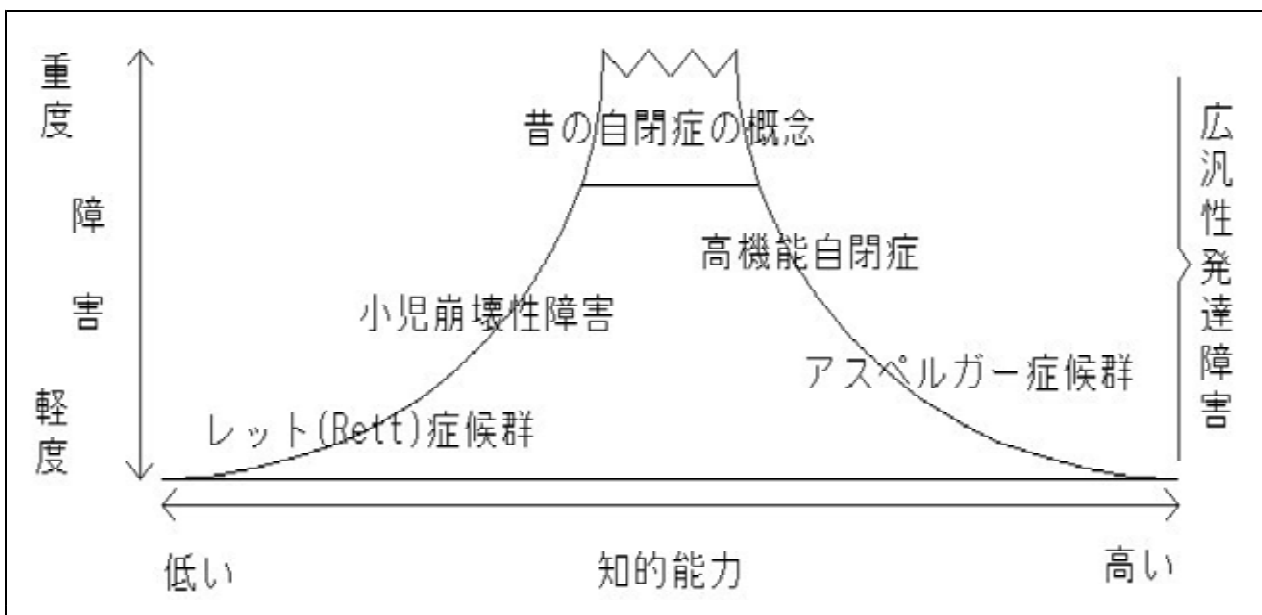 重度
障害
軽度
昔の自閉症の概念
高機能自閉症
小児崩壊性障害
アスペルガー症候群
レット(Rett)症候群
広汎性発達障害
低い
知的能力
高い